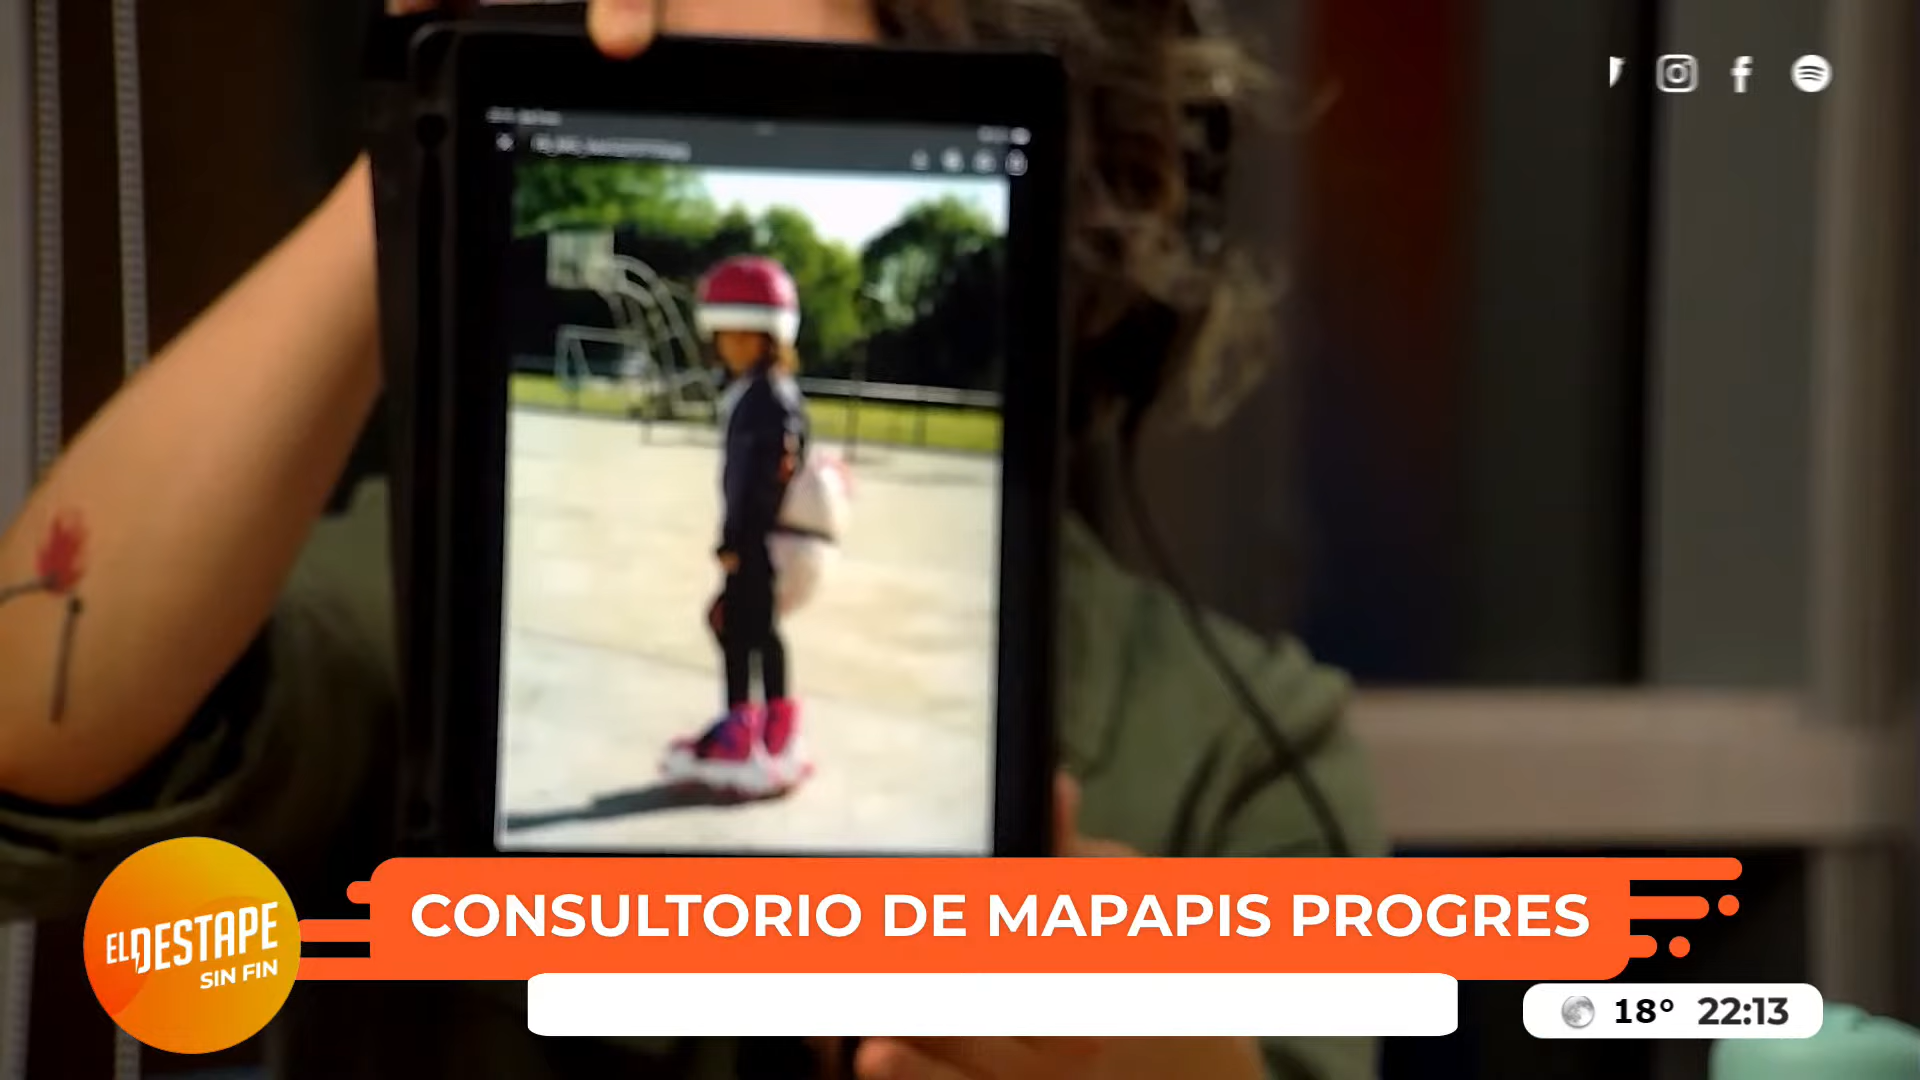 CONSULTORIO DE MAPAPIS PROGRES
EL DESTAPE
SIN FIN
18° 22:13